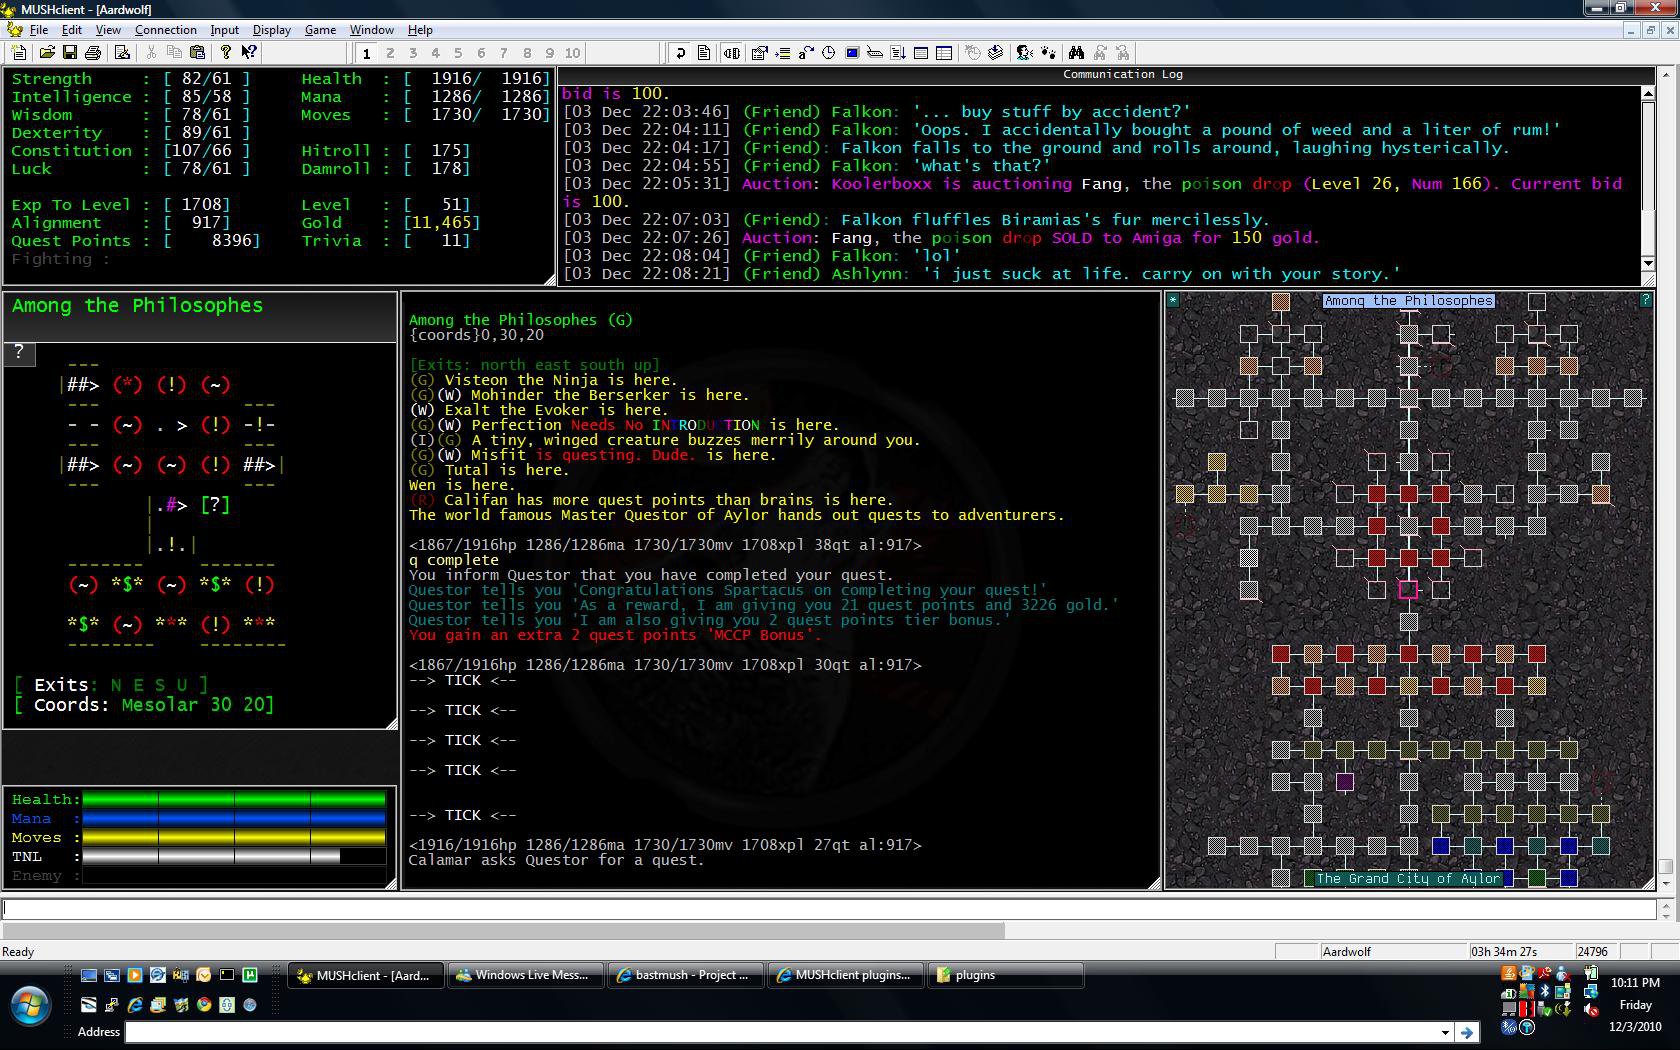 MUSHclient - [Aardwolf]
File Edit View Connection Input Display Game Window Help
1 2 3 4 5 6 7 8 9 10
Strength : [ 82/61 ] Health : [ 1916/ 1916]
Intelligence : [ 85/58 ] Mana : [ 1286/ 1286]
Wisdom : [ 78/61 ] Moves : [ 1730/ 1730]
Dexterity : [ 89/61 ]
Constitution : [107/66 ] Hitroll : [ 175]
Luck : [ 78/61 ] Damroll : [ 178]
Exp To Level : [ 1708] Level : [ 51]
Alignment : [ 917] Gold : [11,465]
Quest Points : [ 8396] Trivia : [ 11]
Fighting :
Communication Log
bid is 100.
[03 Dec 22:03:46] (Friend) Falkon: '... buy stuff by accident?'
[03 Dec 22:04:11] (Friend) Falkon: 'Oops. I accidentally bought a pound of weed and a liter of rum!'
[03 Dec 22:04:17] (Friend): Falkon falls to the ground and rolls around, laughing hysterically.
[03 Dec 22:04:55] (Friend) Falkon: 'what's that?'
[03 Dec 22:05:31] Auction: Koolerboxx is auctioning Fang, the poison drop (Level 26, Num 166). Current bid
is 100.
[03 Dec 22:07:03] (Friend): Falkon fluffles Biramias's fur mercilessly.
[03 Dec 22:07:26] Auction: Fang, the poison drop SOLD to Amiga for 150 gold.
[03 Dec 22:08:04] (Friend) Falkon: 'lol'
[03 Dec 22:08:21] (Friend) Ashlynn: 'i just suck at life. carry on with your story.'
Among the Philosophes
?
---
|##> (*) (!) (~)
--- ---
- - (~) . > (!) -!-
--- ---
|##> (~) (~) (!) ##>|
--- ---
|.#> [?]
|
|.!.|
------- -------
(~) *$* (~) *$* (!)
*$* (~) *** (!) ***
-------- --------
[ Exits: N E S U ]
[ Coords: Mesolar 30 20]
Health:
Mana :
Moves :
TNL :
Enemy :
Among the Philosophes (G)
{coords}0,30,20
[Exits: north east south up]
(G) Visteon the Ninja is here.
(G)(W) Mohinder the Berserker is here.
(W) Exalt the Evoker is here.
(G)(W) Perfection Needs No INTRODUCTION is here.
(I)(G) A tiny, winged creature buzzes merrily around you.
(G)(W) Misfit is questing. Dude. is here.
(G) Tutal is here.
Wen is here.
(R) Califan has more quest points than brains is here.
The world famous Master Questor of Aylor hands out quests to adventurers.
<1867/1916hp 1286/1286ma 1730/1730mv 1708xpl 38qt al:917>
q complete
You inform Questor that you have completed your quest.
Questor tells you 'Congratulations Spartacus on completing your quest!'
Questor tells you 'As a reward, I am giving you 21 quest points and 3226 gold.'
Questor tells you 'I am also giving you 2 quest points tier bonus.'
You gain an extra 2 quest points 'MCCP Bonus'.
<1867/1916hp 1286/1286ma 1730/1730mv 1708xpl 30qt al:917>
--> TICK <--
--> TICK <--
--> TICK <--
--> TICK <--
--> TICK <--
<1916/1916hp 1286/1286ma 1730/1730mv 1708xpl 27qt al:917>
Calamar asks Questor for a quest.
* Among the Philosophes ?
The Grand City of Aylor
Ready Aardwolf 03h 34m 27s 24796
MUSHclient - [Aard... Windows Live Mess... bastmush - Project ... MUSHclient plugins... plugins
Address
10:11 PM
Friday
12/3/2010